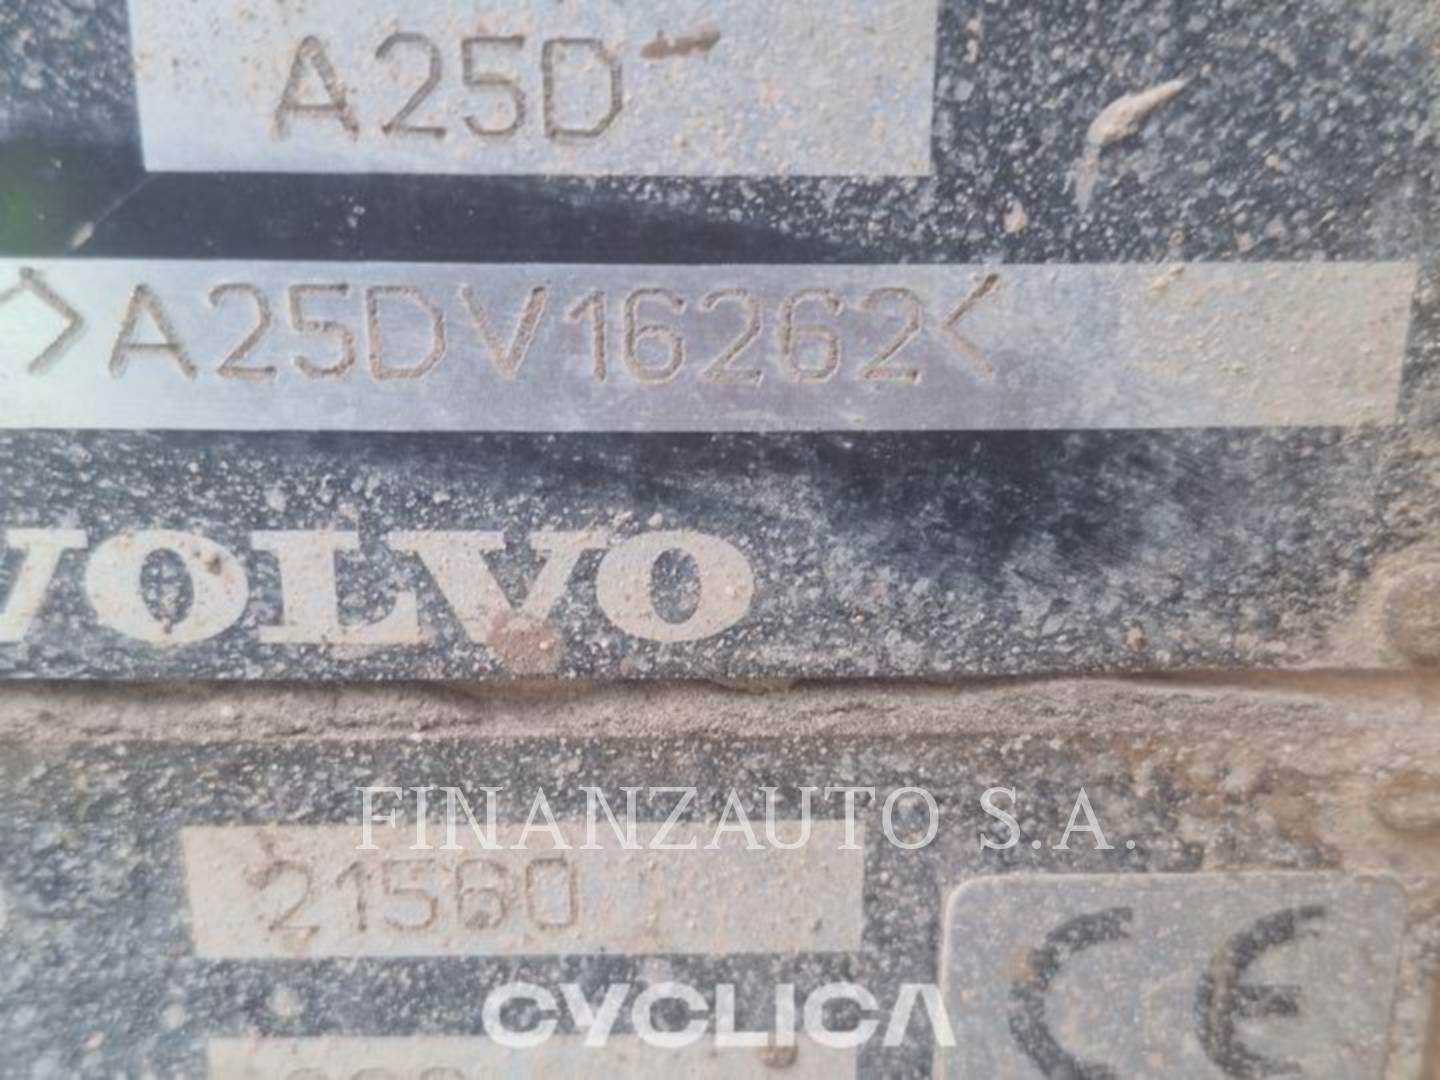 A25D
>A25DV16262<
VOLVO
FINANZAUTO S.A.
21560
CE
CYCLICA